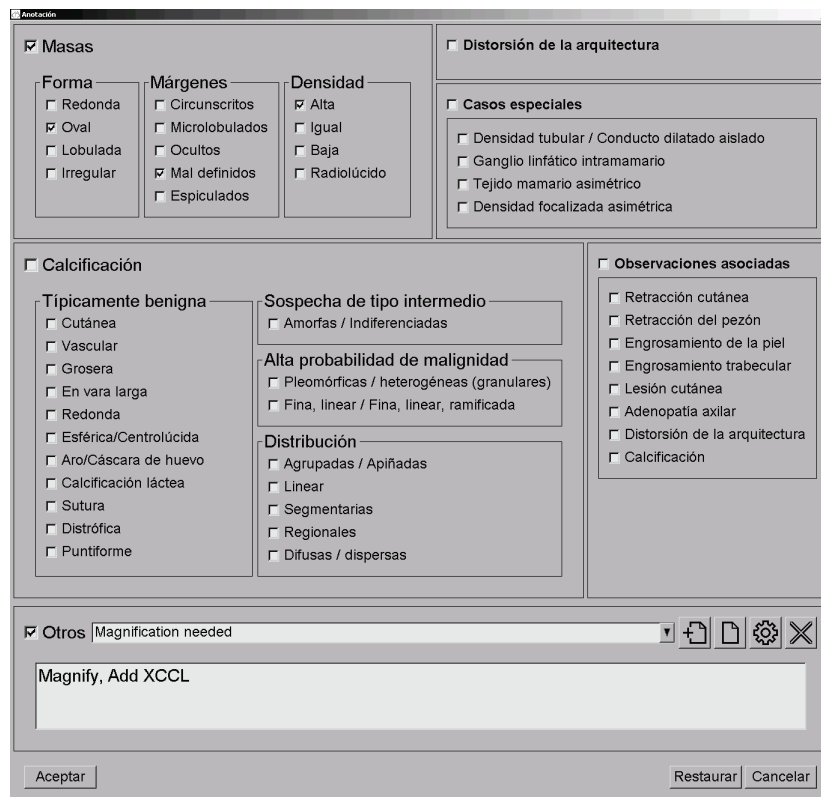 Anotación
Masas
Forma
Redonda
Oval
Lobulada
Irregular
Márgenes
Circunscritos
Microlobulados
Ocultos
Mal definidos
Espiculados
Densidad
Alta
Igual
Baja
Radiolúcido
Distorsión de la arquitectura
Casos especiales
Densidad tubular / Conducto dilatado aislado
Ganglio linfático intramamario
Tejido mamario asimétrico
Densidad focalizada asimétrica
Calcificación
Típicamente benigna
Cutánea
Vascular
Grosera
En vara larga
Redonda
Esférica/Centrolúcida
Aro/Cáscara de huevo
Calcificación láctea
Sutura
Distrófica
Puntiforme
Sospecha de tipo intermedio
Amorfas / Indiferenciadas
Alta probabilidad de malignidad
Pleomórficas / heterogéneas (granulares)
Fina, linear / Fina, linear, ramificada
Distribución
Agrupadas / Apiñadas
Linear
Segmentarias
Regionales
Difusas / dispersas
Observaciones asociadas
Retracción cutánea
Retracción del pezón
Engrosamiento de la piel
Engrosamiento trabecular
Lesión cutánea
Adenopatía axilar
Distorsión de la arquitectura
Calcificación
Otros
Magnification needed
Magnify, Add XCCL
Aceptar
Restaurar
Cancelar